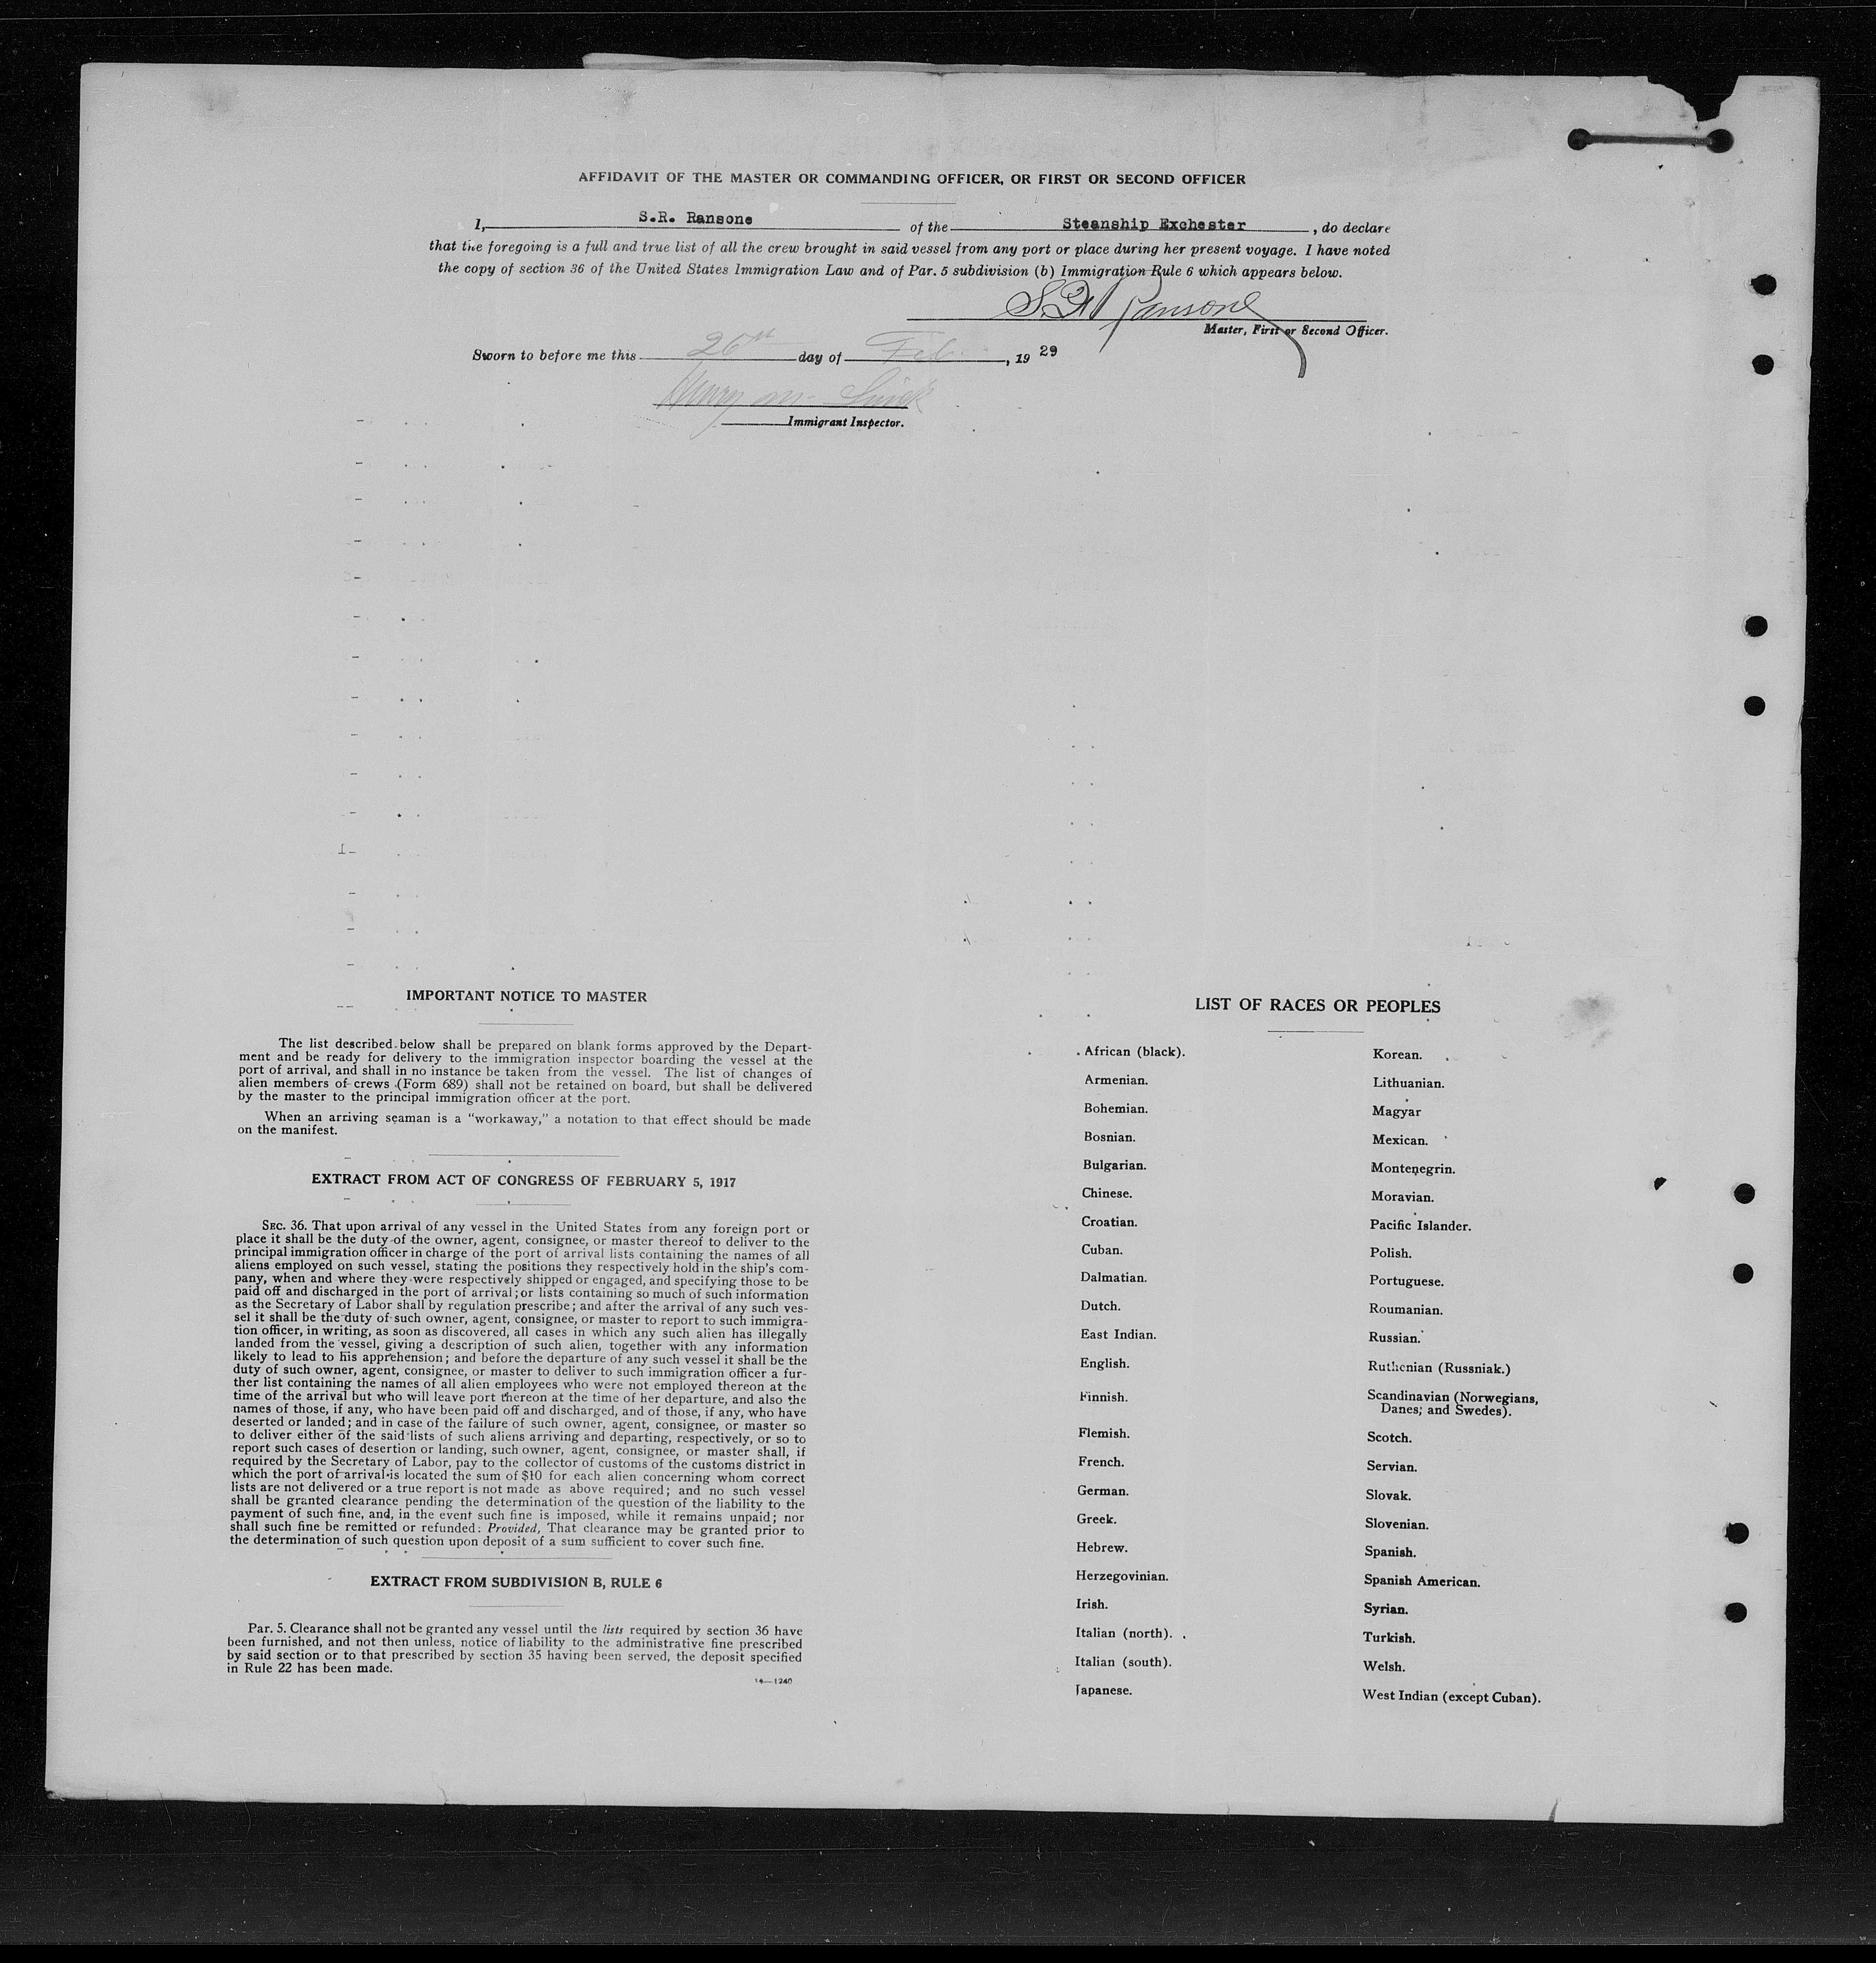 AFFIDAVIT OF THE MASTER OR COMMANDING OFFICER, OR FIRST OR SECOND OFFICER
I, S.R. Ransone of the Steanship Exchester, do declare
that the foregoing is a full and true list of all the crew brought in said vessel from any port or place during her present voyage. I have noted
the copy of section 36 of the United States Immigration Law and of Par. 5 subdivision (b) Immigration Rule 6 which appears below.
S.R. Ransone
Master, First or Second Officer.
Sworn to before me this 26th day of Feb, 19 29
Henry
Immigrant Inspector.
IMPORTANT NOTICE TO MASTER
The list described below shall be prepared on blank forms approved by the Depart-
ment and be ready for delivery to the immigration inspector boarding the vessel at the
port of arrival, and shall in no instance be taken from the vessel. The list of changes of
alien members of crews (Form 689) shall not be retained on board, but shall be delivered
by the master to the principal immigration officer at the port.
When an arriving seaman is a "workaway," a notation to that effect should be made
on the manifest.
EXTRACT FROM ACT OF CONGRESS OF FEBRUARY 5, 1917
SEC. 36. That upon arrival of any vessel in the United States from any foreign port or
place it shall be the duty of the owner, agent, consignee, or master thereof to deliver to the
principal immigration officer in charge of the port of arrival lists containing the names of all
aliens employed on such vessel, stating the positions they respectively hold in the ship's com-
pany, when and where they were respectively shipped or engaged, and specifying those to be
paid off and discharged in the port of arrival; or lists containing so much of such information
as the Secretary of Labor shall by regulation prescribe; and after the arrival of any such ves-
sel it shall be the duty of such owner, agent, consignee, or master to report to such immigra-
tion officer, in writing, as soon as discovered, all cases in which any such alien has illegally
landed from the vessel, giving a description of such alien, together with any information
likely to lead to his apprehension; and before the departure of any such vessel it shall be the
duty of such owner, agent, consignee, or master to deliver to such immigration officer a fur-
ther list containing the names of all alien employees who were not employed thereon at the
time of the arrival but who will leave port thereon at the time of her departure, and also the
names of those, if any, who have been paid off and discharged, and of those, if any, who have
deserted or landed; and in case of the failure of such owner, agent, consignee, or master so
to deliver either of the said lists of such aliens arriving and departing, respectively, or so to
report such cases of desertion or landing, such owner, agent, consignee, or master shall, if
required by the Secretary of Labor, pay to the collector of customs of the customs district in
which the port of arrival is located the sum of $10 for each alien concerning whom correct
lists are not delivered or a true report is not made as above required; and no such vessel
shall be granted clearance pending the determination of the question of the liability to the
payment of such fine, and, in the event such fine is imposed, while it remains unpaid; nor
shall such fine be remitted or refunded: Provided, That clearance may be granted prior to
the determination of such question upon deposit of a sum sufficient to cover such fine.
EXTRACT FROM SUBDIVISION B, RULE 6
Par. 5. Clearance shall not be granted any vessel until the lists required by section 36 have
been furnished, and not then unless, notice of liability to the administrative fine prescribed
by said section or to that prescribed by section 35 having been served, the deposit specified
in Rule 22 has been made.
14—1240
LIST OF RACES OR PEOPLES
African (black).
Armenian.
Bohemian.
Bosnian.
Bulgarian.
Chinese.
Croatian.
Cuban.
Dalmatian.
Dutch.
East Indian.
English.
Finnish.
Flemish.
French.
German.
Greek.
Hebrew.
Herzegovinian.
Irish.
Italian (north).
Italian (south).
Japanese.
Korean.
Lithuanian.
Magyar
Mexican.
Montenegrin.
Moravian.
Pacific Islander.
Polish.
Portuguese.
Roumanian.
Russian.
Ruthenian (Russniak.)
Scandinavian (Norwegians,
Danes; and Swedes).
Scotch.
Servian.
Slovak.
Slovenian.
Spanish.
Spanish American.
Syrian.
Turkish.
Welsh.
West Indian (except Cuban).